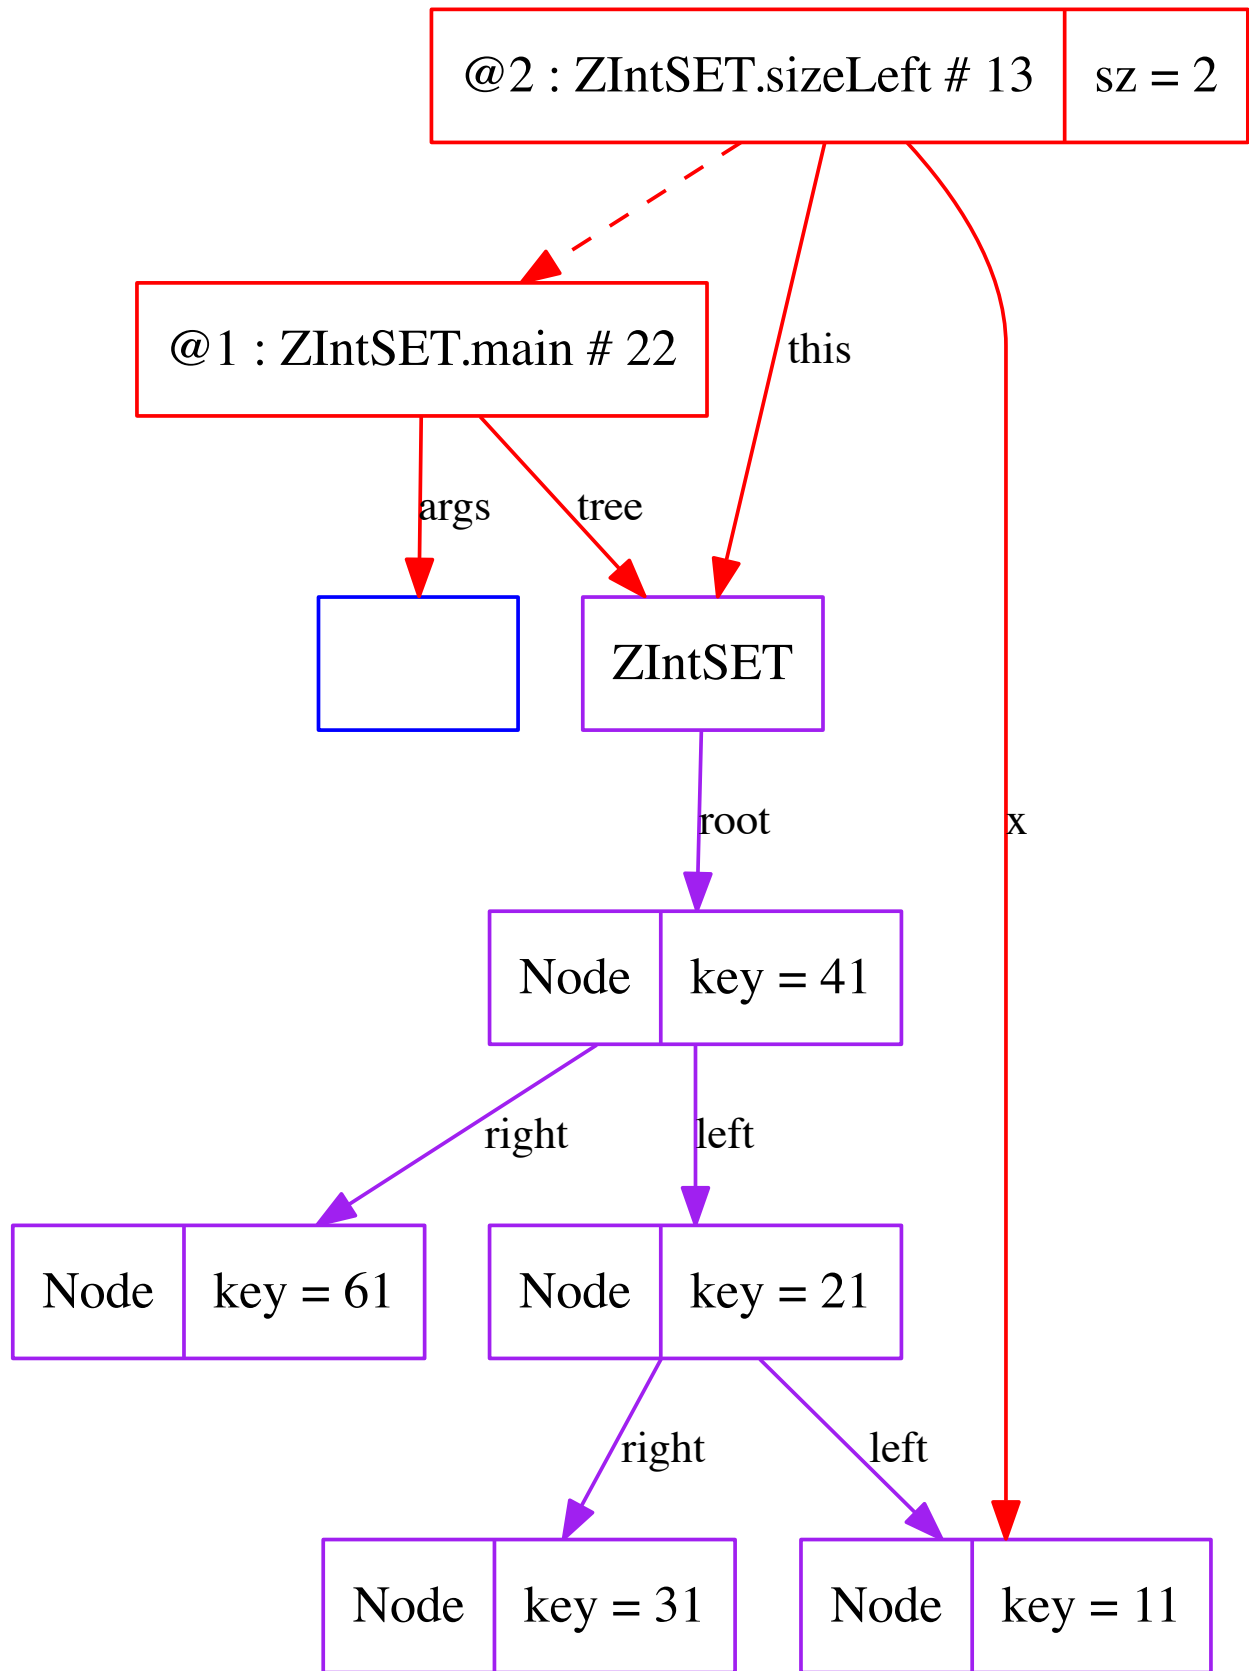 @2 : ZIntSET.sizeLeft # 13 sz = 2
@1 : ZIntSET.main # 22
this
args
tree
ZIntSET
root
x
Node key = 41
right
left
Node key = 61
Node key = 21
right
left
Node key = 31
Node key = 11